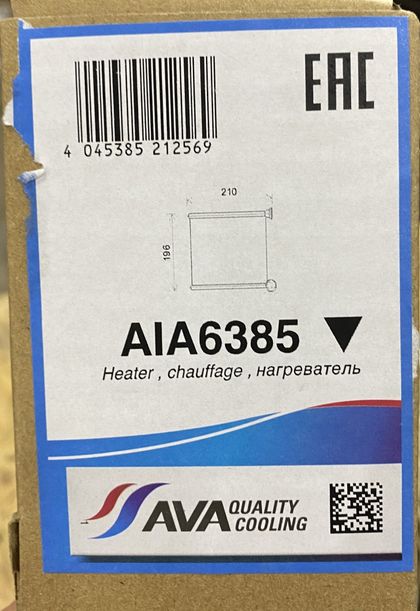 EAC
4 045385 212569
210
196
AIA6385
Heater , chauffage , нагреватель
AVA QUALITY
COOLING